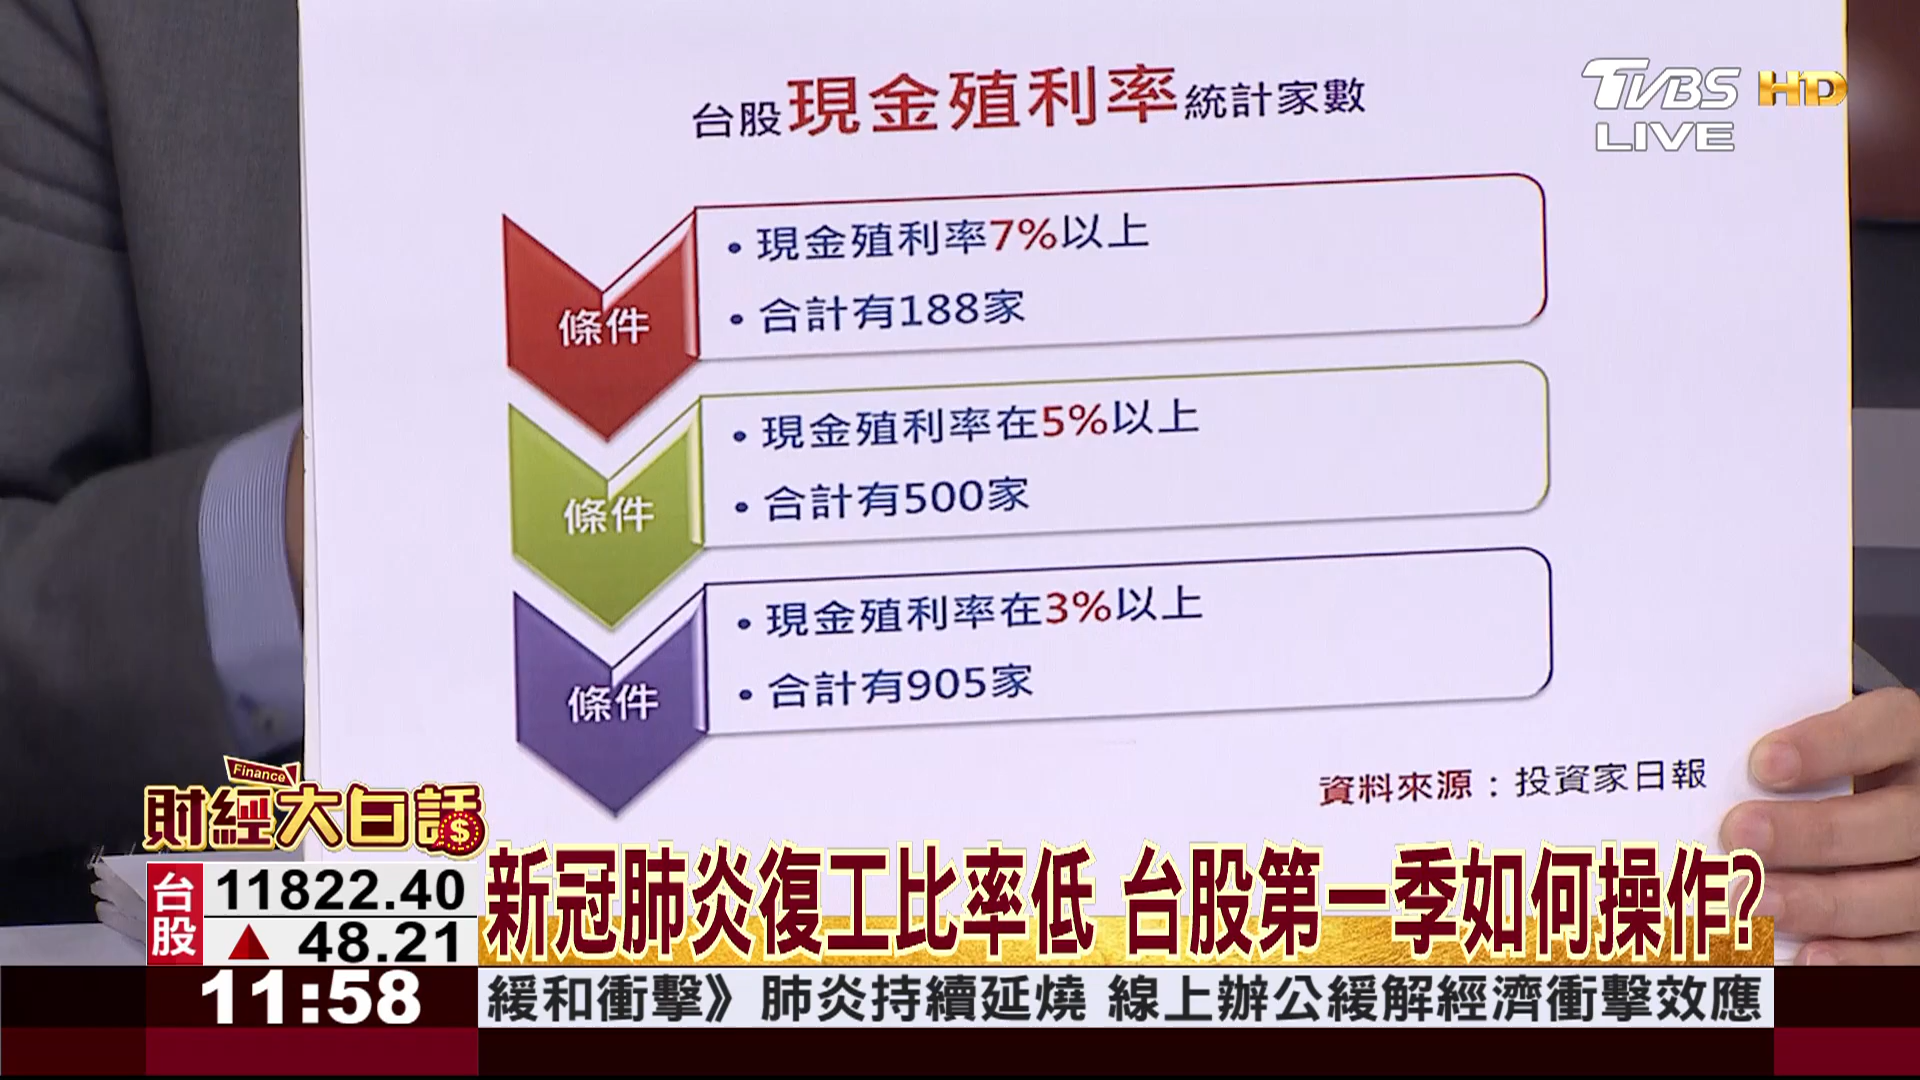 台股現金殖利率統計家數
TVBS HD
LIVE
條件
• 現金殖利率7%以上
• 合計有188家
條件
• 現金殖利率在5%以上
• 合計有500家
條件
• 現金殖利率在3%以上
• 合計有905家
資料來源：投資家日報
Finance
財經大白話
台股
11822.40
▲ 48.21
新冠肺炎復工比率低 台股第一季如何操作?
11:58
緩和衝擊》肺炎持續延燒 線上辦公緩解經濟衝擊效應